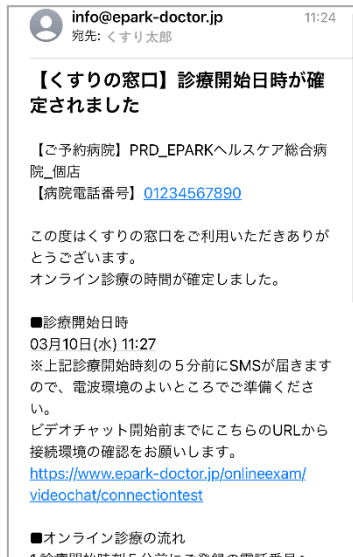 info@epark-doctor.jp 11:24
宛先: くすり太郎
【くすりの窓口】診療開始日時が確
定されました
【ご予約病院】PRD_EPARKヘルスケア総合病
院_個店
【病院電話番号】01234567890
この度はくすりの窓口をご利用いただきありが
とうございます。
オンライン診療の時間が確定しました。
■診療開始日時
03月10日(水) 11:27
※上記診療開始時刻の５分前にSMSが届きます
ので、電波環境のよいところでご準備くださ
い。
ビデオチャット開始前までにこちらのURLから
接続環境の確認をお願いします。
https://www.epark-doctor.jp/onlineexam/
videochat/connectiontest
■オンライン診療の流れ